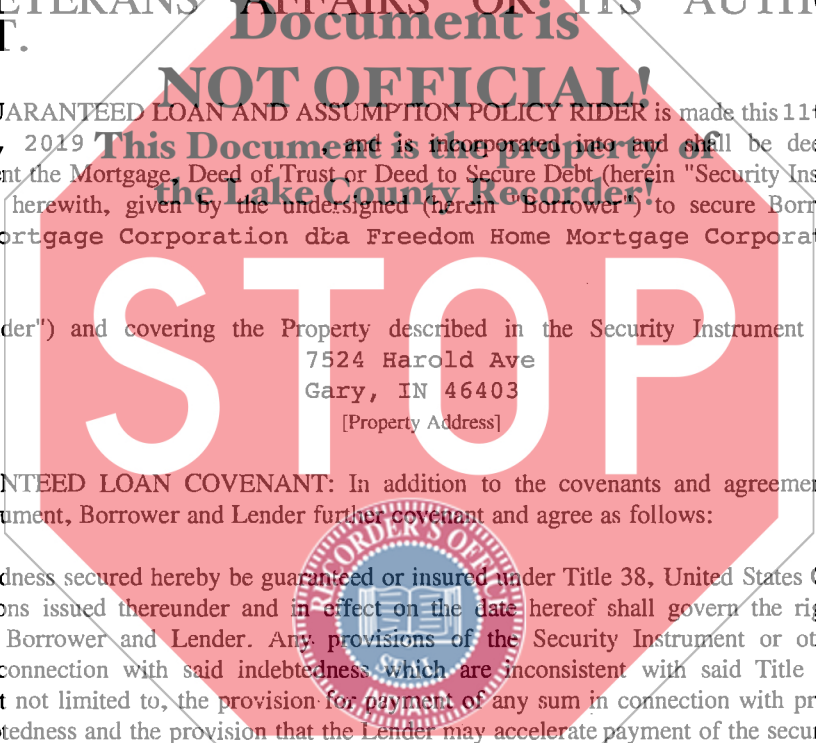 VETERANS AFFAIRS OR ITS
T.
Document is
NOT OFFICIAL!
This Document is the property of
the Lake County Recorder!
UARANTEED LOAN AND ASSUMPTION POLICY RIDER is made this 11t
, 2019 , and is incorporated into and shall be dee
nt the Mortgage, Deed of Trust or Deed to Secure Debt (herein "Security Ins
herewith, given by the undersigned (herein "Borrower") to secure Borr
ortgage Corporation dba Freedom Home Mortgage Corporat
STOP
der") and covering the Property described in the Security Instrument
7524 Harold Ave
Gary, IN 46403
[Property Address]
NTEED LOAN COVENANT: In addition to the covenants and agreemen
ument, Borrower and Lender further covenant and agree as follows:
RECORDER'S OFFICE
dness secured hereby be guaranteed or insured under Title 38, United States C
ons issued thereunder and in effect on the date hereof shall govern the rig
Borrower and Lender. Any provisions of the Security Instrument or ot
connection with said indebtedness which are inconsistent with said Title
t not limited to, the provision for payment of any sum in connection with pr
tedness and the provision that the Lender may accelerate payment of the secur
SEAL
INDIANA